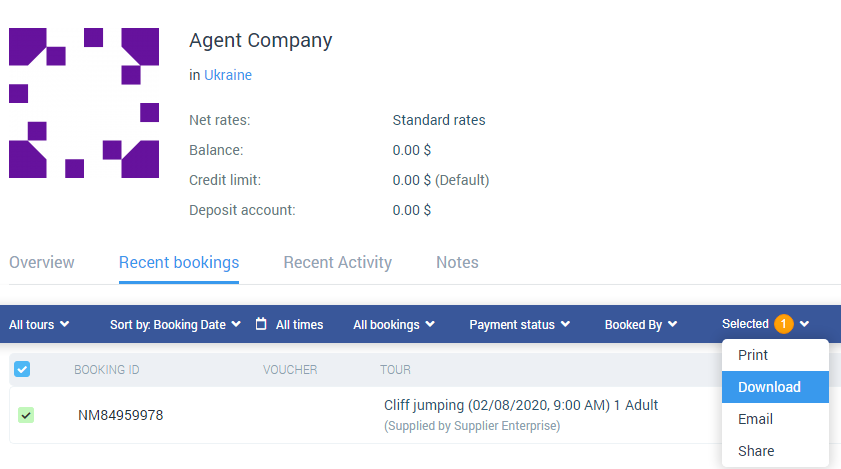 Agent Company
in Ukraine
Net rates: Standard rates
Balance: 0.00 $
Credit limit: 0.00 $ (Default)
Deposit account: 0.00 $
Overview Recent bookings Recent Activity Notes
All tours Sort by: Booking Date All times All bookings Payment status Booked By Selected 1
Print
Download
Email
Share
BOOKING ID VOUCHER TOUR
NM84959978 Cliff jumping (02/08/2020, 9:00 AM) 1 Adult
(Supplied by Supplier Enterprise)